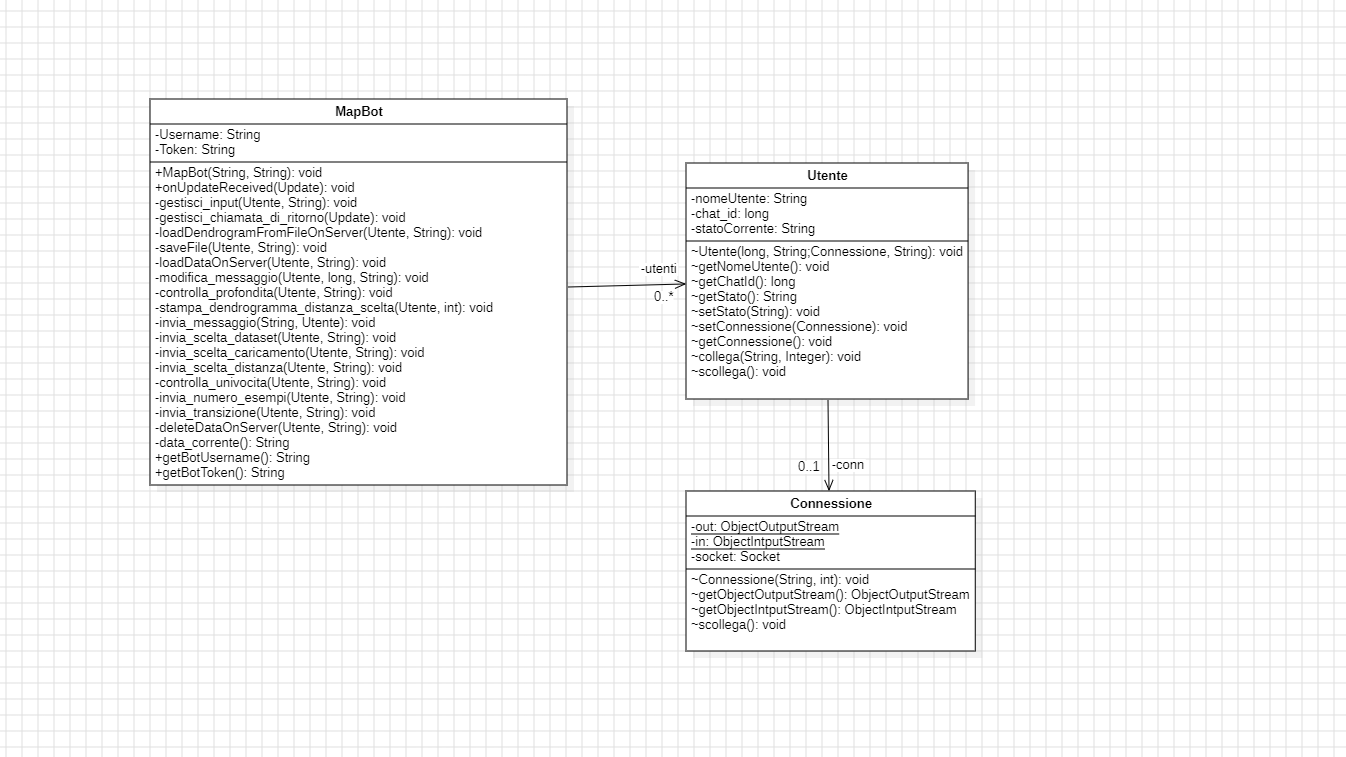 MapBot
-Username: String
-Token: String
+MapBot(String, String): void
+onUpdateReceived(Update): void
-gestisci_input(Utente, String): void
-gestisci_chiamata_di_ritorno(Update): void
-loadDendrogramFromFileOnServer(Utente, String): void
-saveFile(Utente, String): void
-loadDataOnServer(Utente, String): void
-modifica_messaggio(Utente, long, String): void
-controlla_profondita(Utente, String): void
-stampa_dendrogramma_distanza_scelta(Utente, int): void
-invia_messaggio(String, Utente): void
-invia_scelta_dataset(Utente, String): void
-invia_scelta_caricamento(Utente, String): void
-invia_scelta_distanza(Utente, String): void
-controlla_univocita(Utente, String): void
-invia_numero_esempi(Utente, String): void
-invia_transizione(Utente, String): void
-deleteDataOnServer(Utente, String): void
-data_corrente(): String
+getBotUsername(): String
+getBotToken(): String
-utenti
0..*
Utente
-nomeUtente: String
-chat_id: long
-statoCorrente: String
~Utente(long, String;Connessione, String): void
~getNomeUtente(): void
~getChatId(): long
~getStato(): String
~setStato(String): void
~setConnessione(Connessione): void
~getConnessione(): void
~collega(String, Integer): void
~scollega(): void
0..1
-conn
Connessione
-out: ObjectOutputStream
-in: ObjectIntputStream
-socket: Socket
~Connessione(String, int): void
~getObjectOutputStream(): ObjectOutputStream
~getObjectIntputStream(): ObjectIntputStream
~scollega(): void